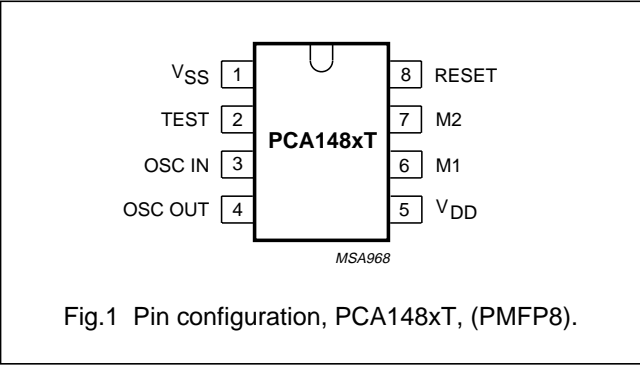 VSS 1 8 RESET
TEST 2 7 M2
PCA148xT
OSC IN 3 6 M1
OSC OUT 4 5 VDD
MSA968
Fig.1 Pin configuration, PCA148xT, (PMFP8).